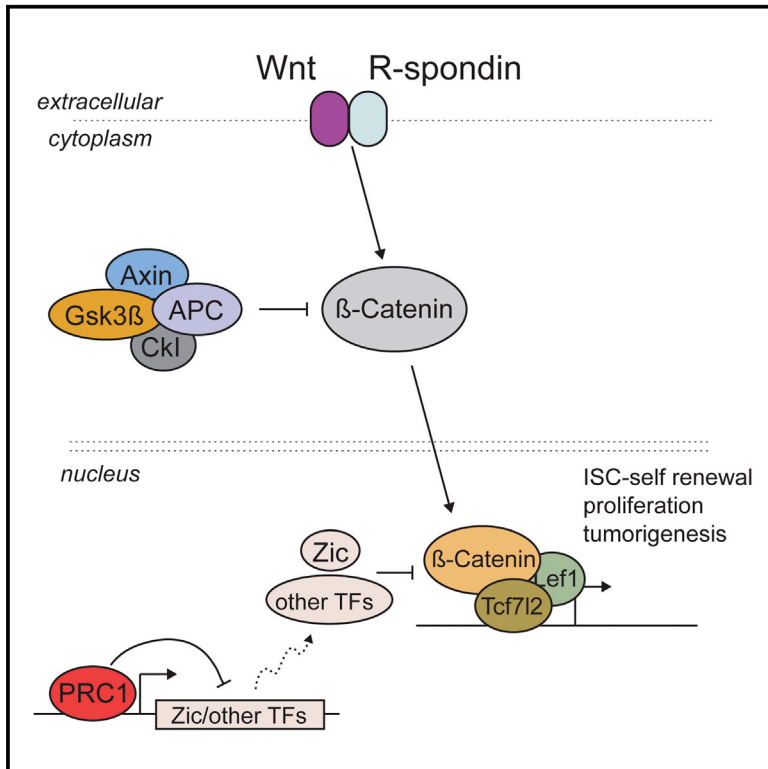 Wnt R-spondin
extracellular
cytoplasm
Axin
Gsk3ß
APC
CkI
ß-Catenin
nucleus
ISC-self renewal
proliferation
tumorigenesis
Zic
other TFs
ß-Catenin
Lef1
Tcf7l2
PRC1
Zic/other TFs